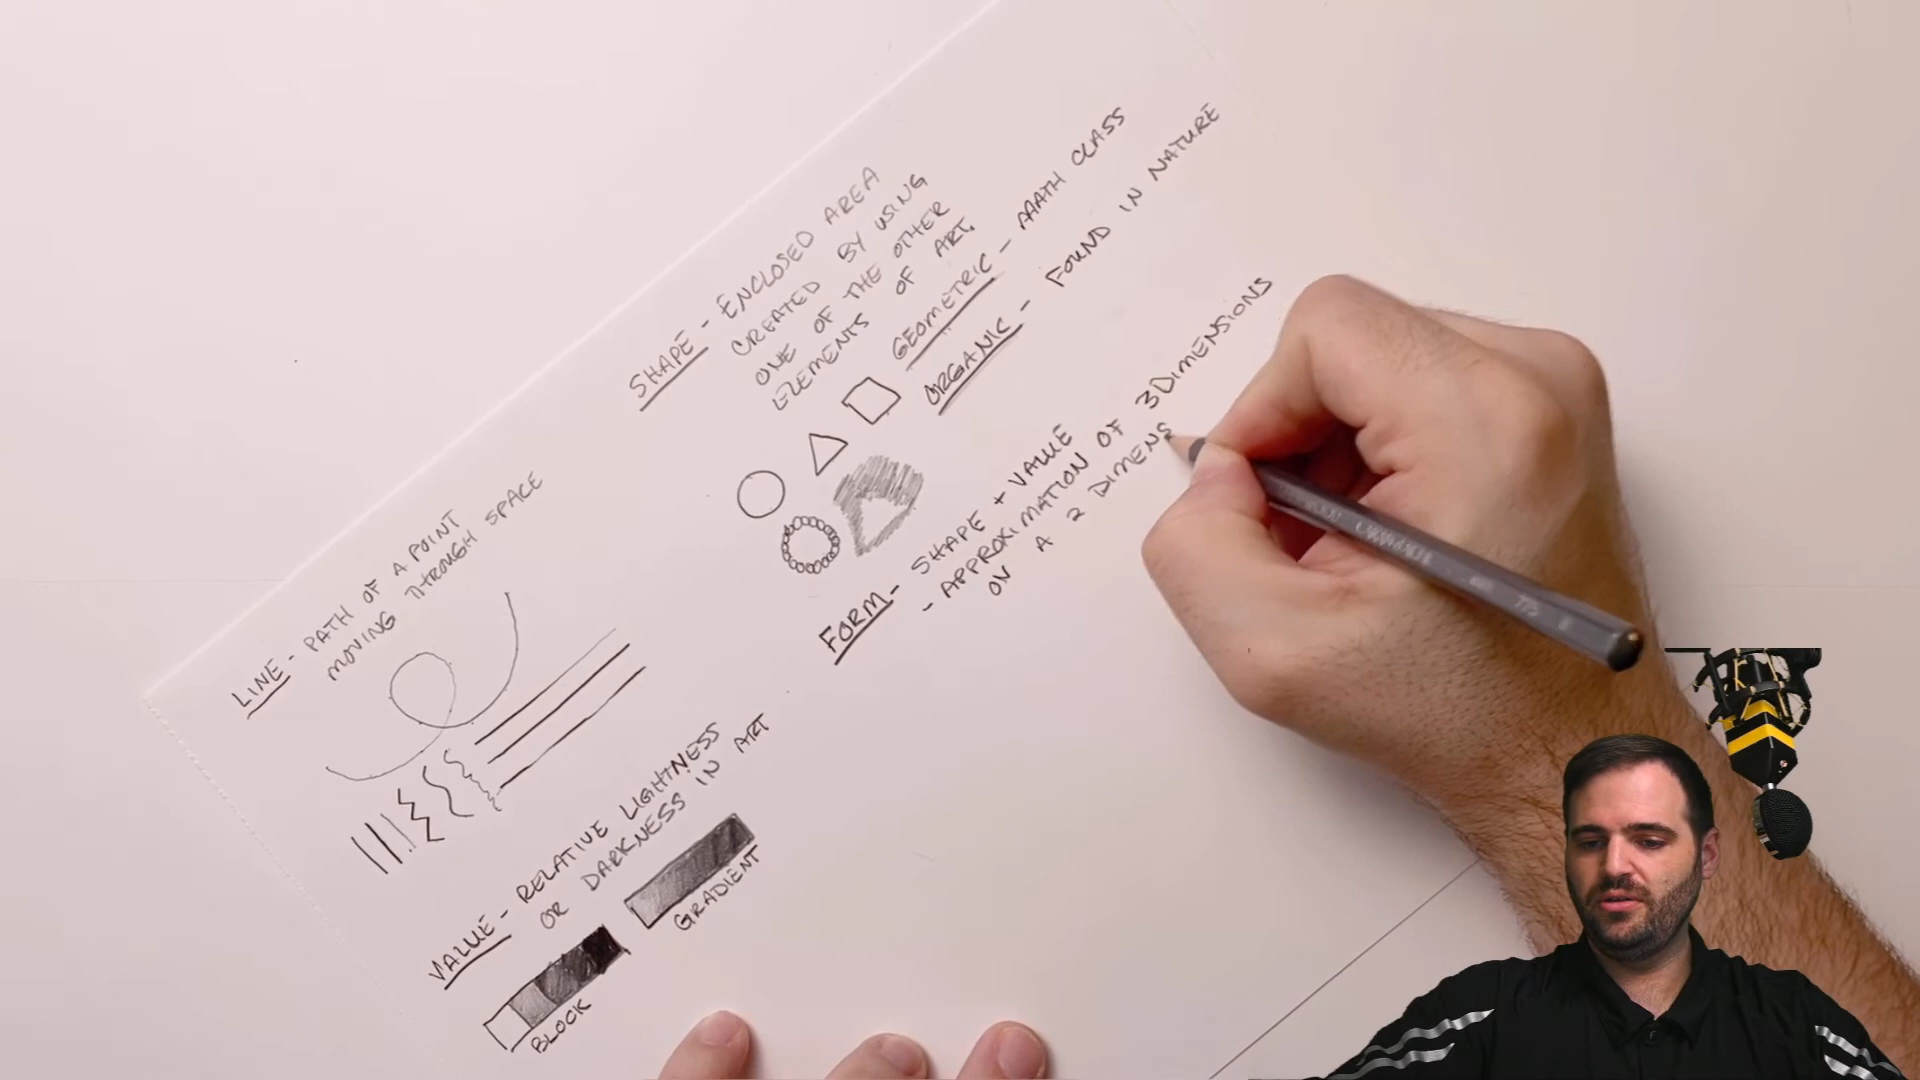 LINE - PATH OF A POINT
MOVING THROUGH SPACE
VALUE - RELATIVE LIGHTNESS
OR DARKNESS IN ART
BLOCK
GRADIENT
SHAPE - ENCLOSED AREA
CREATED BY USING
ONE OF THE OTHER
ELEMENTS OF ART.
GEOMETRIC - MATH CLASS
ORGANIC - FOUND IN NATURE
FORM - SHAPE + VALUE
- APPROXIMATION OF 3DIMENSIONS
ON A 2 DIMENS